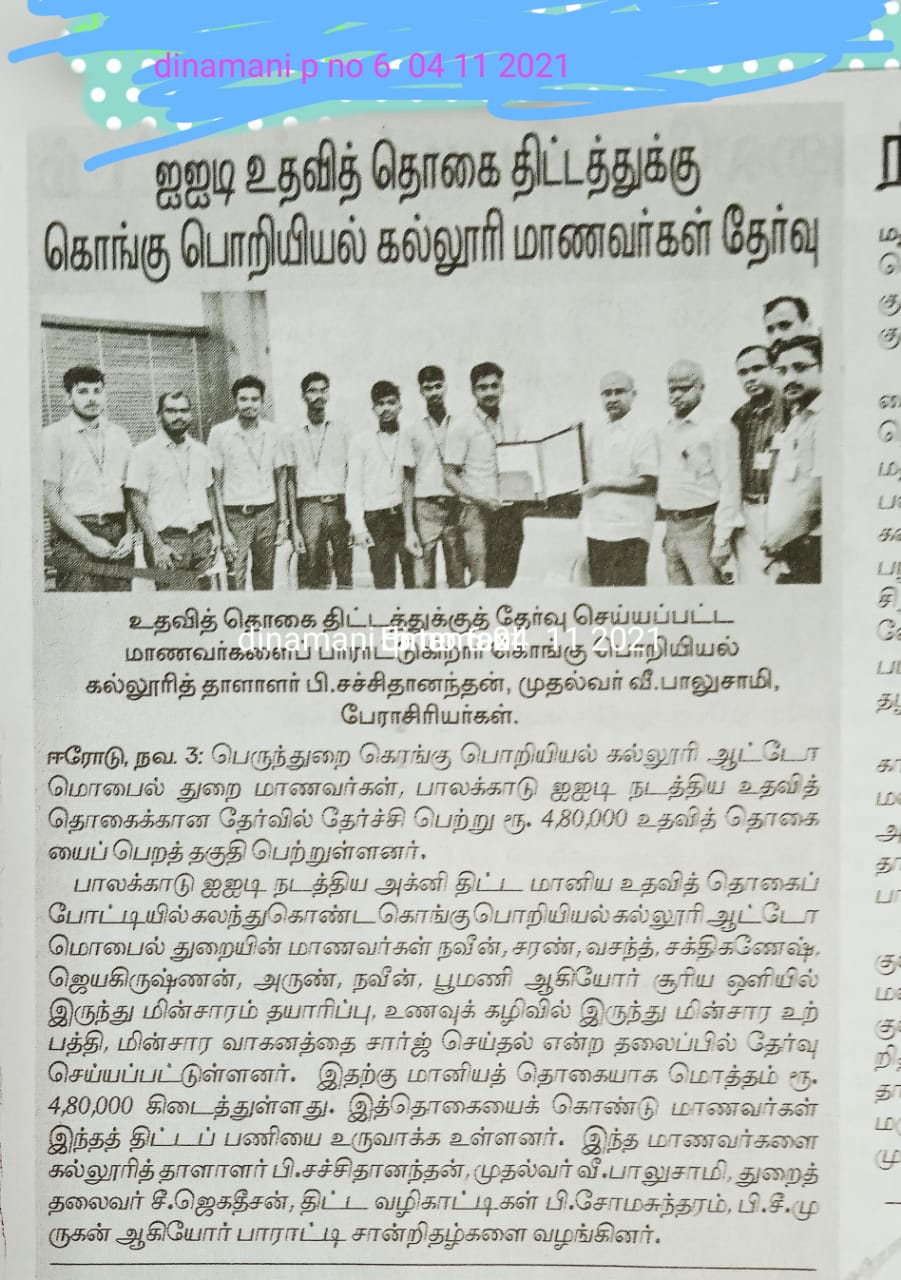 dinamani p no 6 04 11 2021
ஐஐடி உதவித் தொகை திட்டத்துக்கு
கொங்கு பொறியியல் கல்லூரி மாணவர்கள் தேர்வு
உதவித் தொகை திட்டத்துக்குத் தேர்வு செய்யப்பட்ட
dinamani 04 11 2021
மாணவர்களைப் பாராட்டுகிறார் கொங்கு பொறியியல்
கல்லூரித் தாளாளர் பி.சச்சிதானந்தன், முதல்வர் வீ.பாலுசாமி,
பேராசிரியர்கள்.
ஈரோடு, நவ. 3: பெருந்துறை கொங்கு பொறியியல் கல்லூரி ஆட்டோ
மொபைல் துறை மாணவர்கள், பாலக்காடு ஐஐடி நடத்திய உதவித்
தொகைக்கான தேர்வில் தேர்ச்சி பெற்று ரூ. 4,80,000 உதவித் தொகை
யைப் பெறத் தகுதி பெற்றுள்ளனர்.
பாலக்காடு ஐஐடி நடத்திய அக்னி திட்ட மானிய உதவித் தொகைப்
போட்டியில் கலந்துகொண்ட கொங்கு பொறியியல் கல்லூரி ஆட்டோ
மொபைல் துறையின் மாணவர்கள் நவீன், சரண், வசந்த், சக்திகணேஷ்,
ஜெயகிருஷ்ணன், அருண், நவீன், பூமணி ஆகியோர் சூரிய ஒளியில்
இருந்து மின்சாரம் தயாரிப்பு, உணவுக் கழிவில் இருந்து மின்சார உற்
பத்தி, மின்சார வாகனத்தை சார்ஜ் செய்தல் என்ற தலைப்பில் தேர்வு
செய்யப்பட்டுள்ளனர். இதற்கு மானியத் தொகையாக மொத்தம் ரூ.
4,80,000 கிடைத்துள்ளது. இத்தொகையைக் கொண்டு மாணவர்கள்
இந்தத் திட்டப் பணியை உருவாக்க உள்ளனர். இந்த மாணவர்களை
கல்லூரித் தாளாளர் பி.சச்சிதானந்தன், முதல்வர் வீ.பாலுசாமி, துறைத்
தலைவர் சீ.ஜெகதீசன், திட்ட வழிகாட்டிகள் பி.சோமசுந்தரம், பி.சீ.மு
ருகன் ஆகியோர் பாராட்டி சான்றிதழ்களை வழங்கினர்.